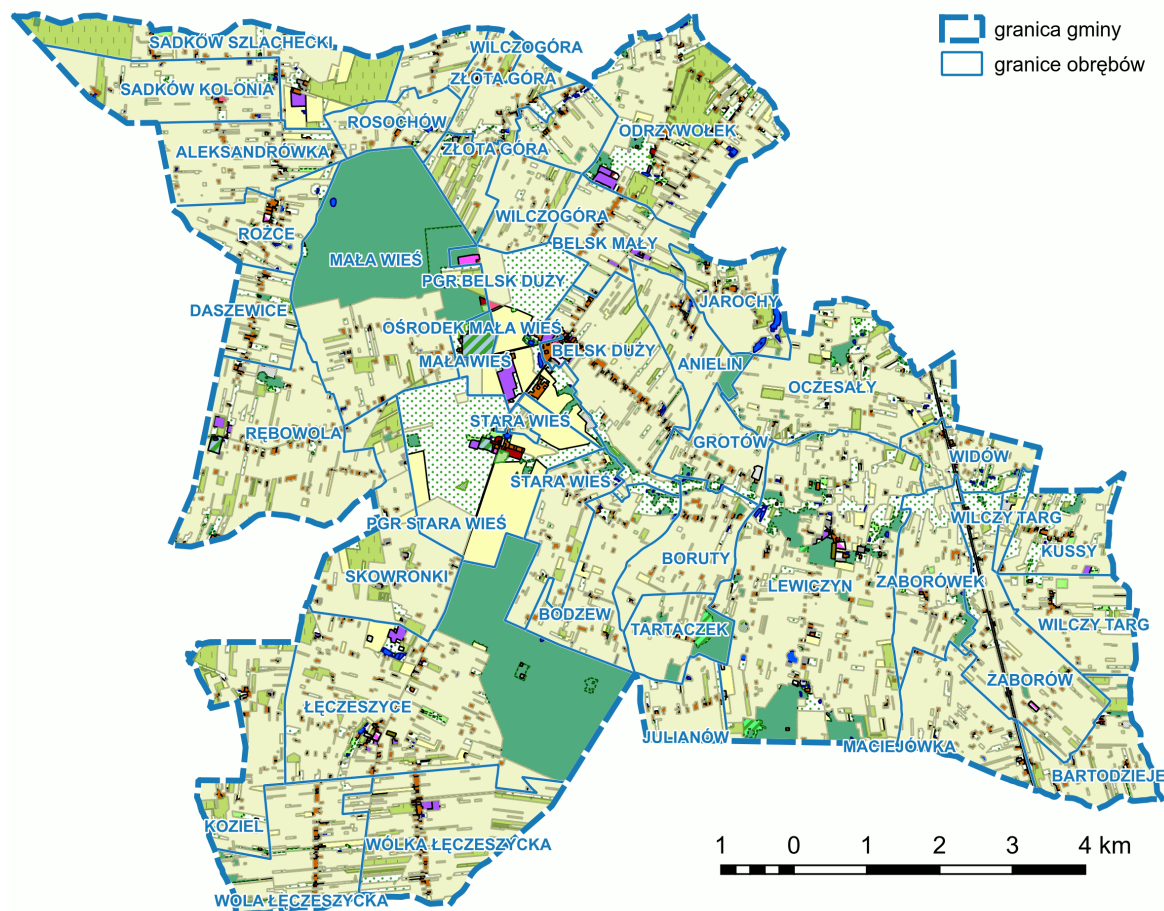 granica gminy
granice obrębów
SADKÓW SZLACHECKI
WILCZOGÓRA
ZŁOTA GÓRA
SADKÓW KOLONIA
ROSOCHÓW
ODRZYWOŁEK
ALEKSANDRÓWKA
ZŁOTA GÓRA
WILCZOGÓRA
ROŻCE
BELSK MAŁY
MAŁA WIEŚ
PGR BELSK DUŻY
JAROCHY
DASZEWICE
OŚRODEK MAŁA WIEŚ
BELSK DUŻY
MAŁA WIEŚ
ANIELIN
OCZESAŁY
STARA WIEŚ
RĘBOWOLA
GROTÓW
WIDÓW
STARA WIEŚ
WILCZY TARG
PGR STARA WIEŚ
KUSSY
BORUTY
SKOWRONKI
LEWICZYN
ZABORÓWEK
BODZEW
TARTACZEK
WILCZY TARG
ZABORÓW
ŁĘCZESZYCE
JULIANÓW
MACIEJÓWKA
BARTODZIEJE
KOZIEL
WÓLKA ŁĘCZESZYCKA
1 0 1 2 3 4 km
WOLA ŁĘCZESZYCKA